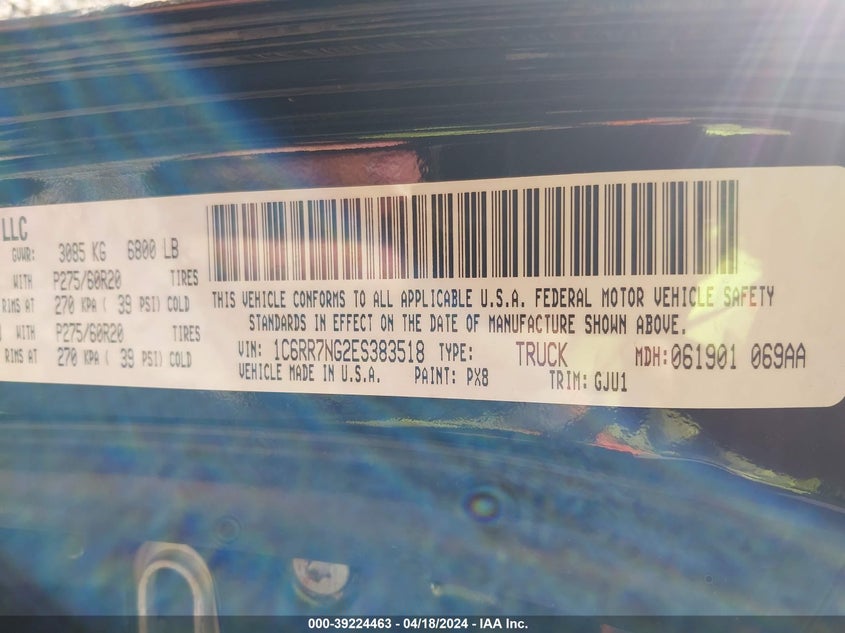 LLC
GVWR: 3085 KG 6800 LB
WITH P275/60R20 TIRES
RIMS AT 270 KPA ( 39 PSI) COLD
WITH P275/60R20 TIRES
RIMS AT 270 KPA ( 39 PSI) COLD
THIS VEHICLE CONFORMS TO ALL APPLICABLE U.S.A. FEDERAL MOTOR VEHICLE SAFETY
STANDARDS IN EFFECT ON THE DATE OF MANUFACTURE SHOWN ABOVE.
VIN: 1C6RR7NG2ES383518 TYPE: TRUCK MDH: 061901 069AA
VEHICLE MADE IN U.S.A. PAINT: PX8 TRIM: GJU1
000-39224463 - 04/18/2024 - IAA Inc.